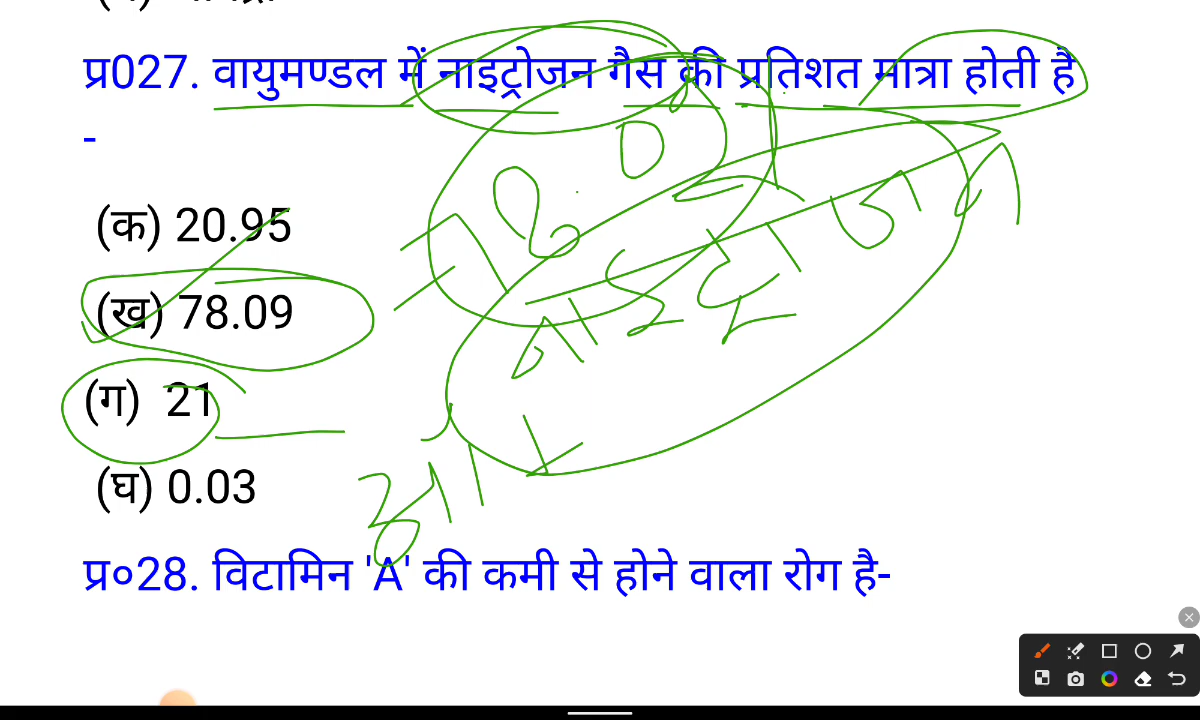 प्र027. वायुमण्डल में नाइट्रोजन गैस की प्रतिशत मात्रा होती है
-
(क) 20.95
(ख) 78.09
(ग) 21
(घ) 0.03
प्र०28. विटामिन 'A' की कमी से होने वाला रोग है-